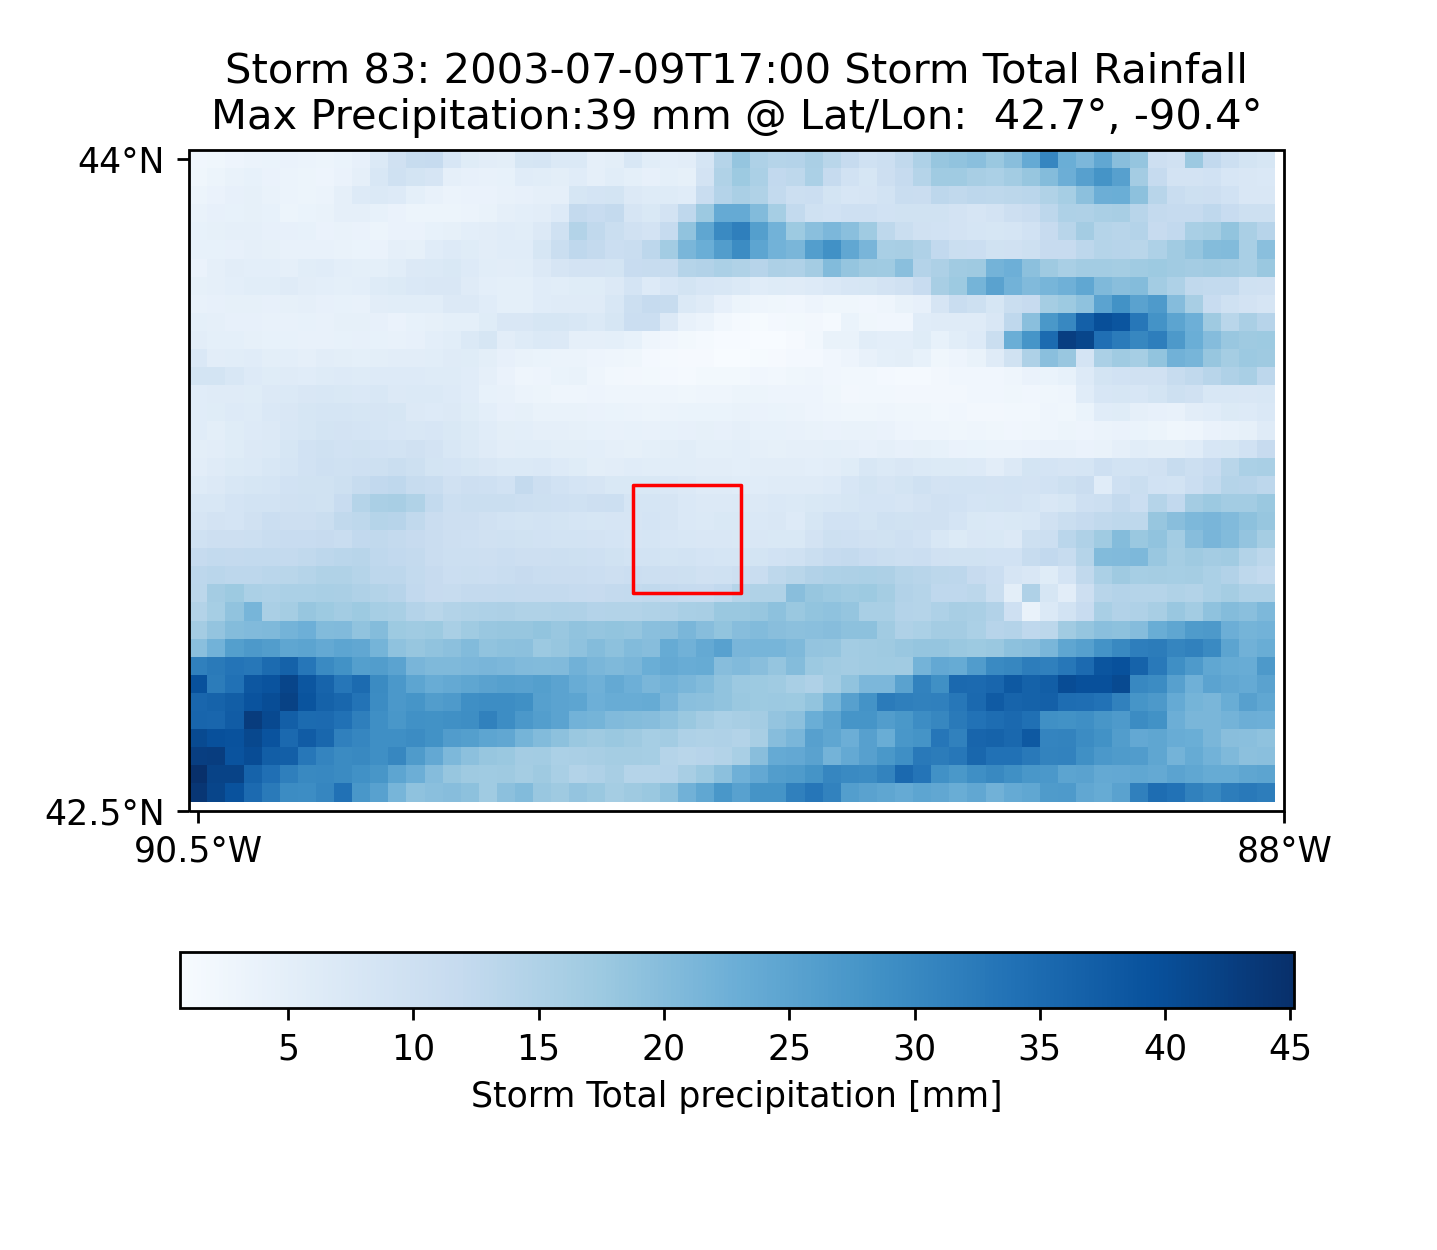 Storm 83: 2003-07-09T17:00 Storm Total Rainfall
Max Precipitation:39 mm @ Lat/Lon:  42.7°, -90.4°
44°N
42.5°N
90.5°W 88°W
5 10 15 20 25 30 35 40 45
Storm Total precipitation [mm]